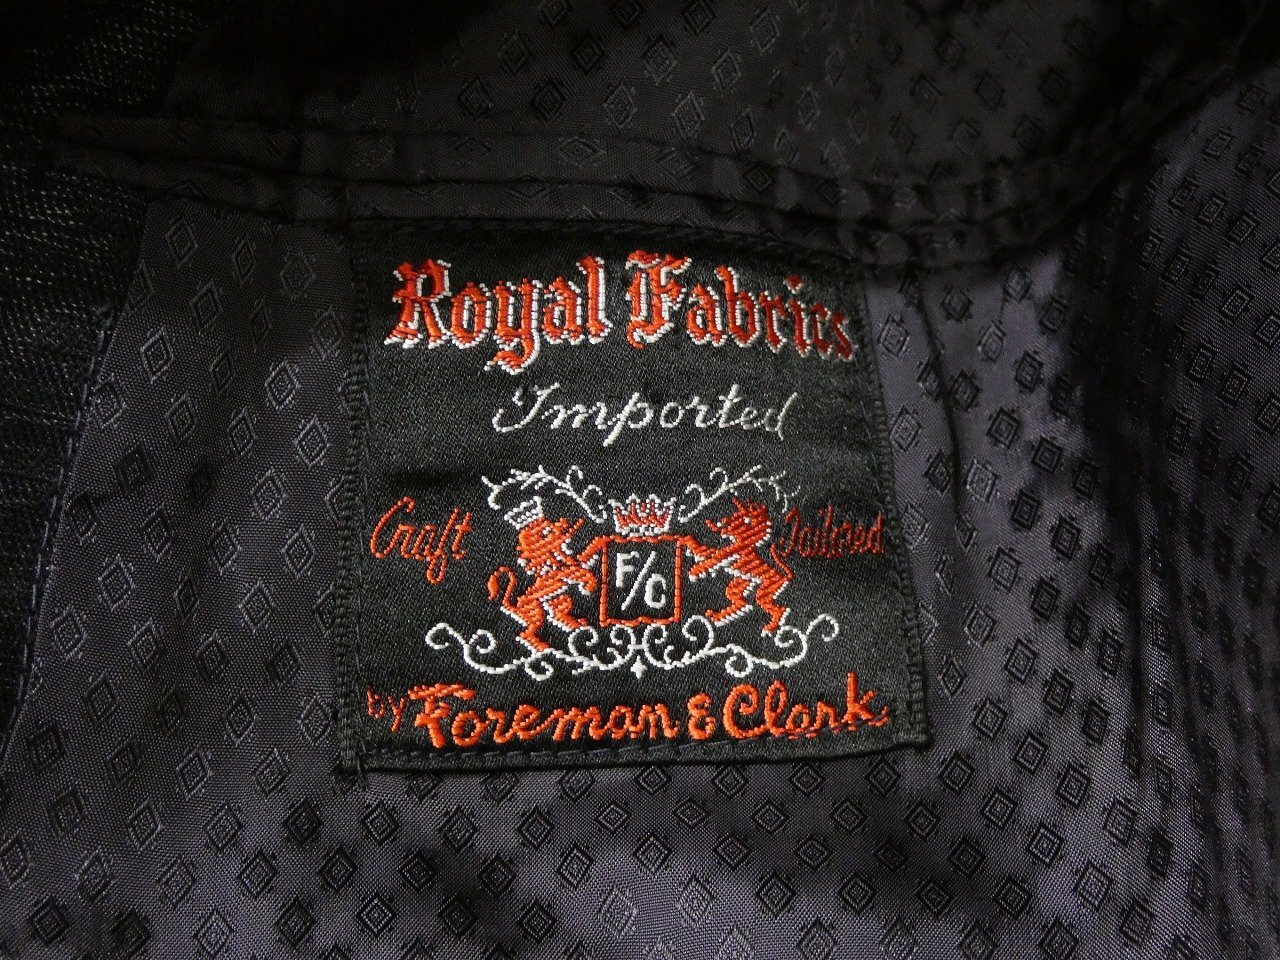 Royal Fabrics
Imported
Craft Tailored
F/C
by Foreman & Clark